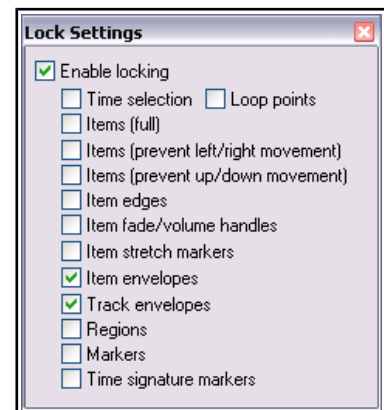 Lock Settings
Enable locking
Time selection Loop points
Items (full)
Items (prevent left/right movement)
Items (prevent up/down movement)
Item edges
Item fade/volume handles
Item stretch markers
Item envelopes
Track envelopes
Regions
Markers
Time signature markers